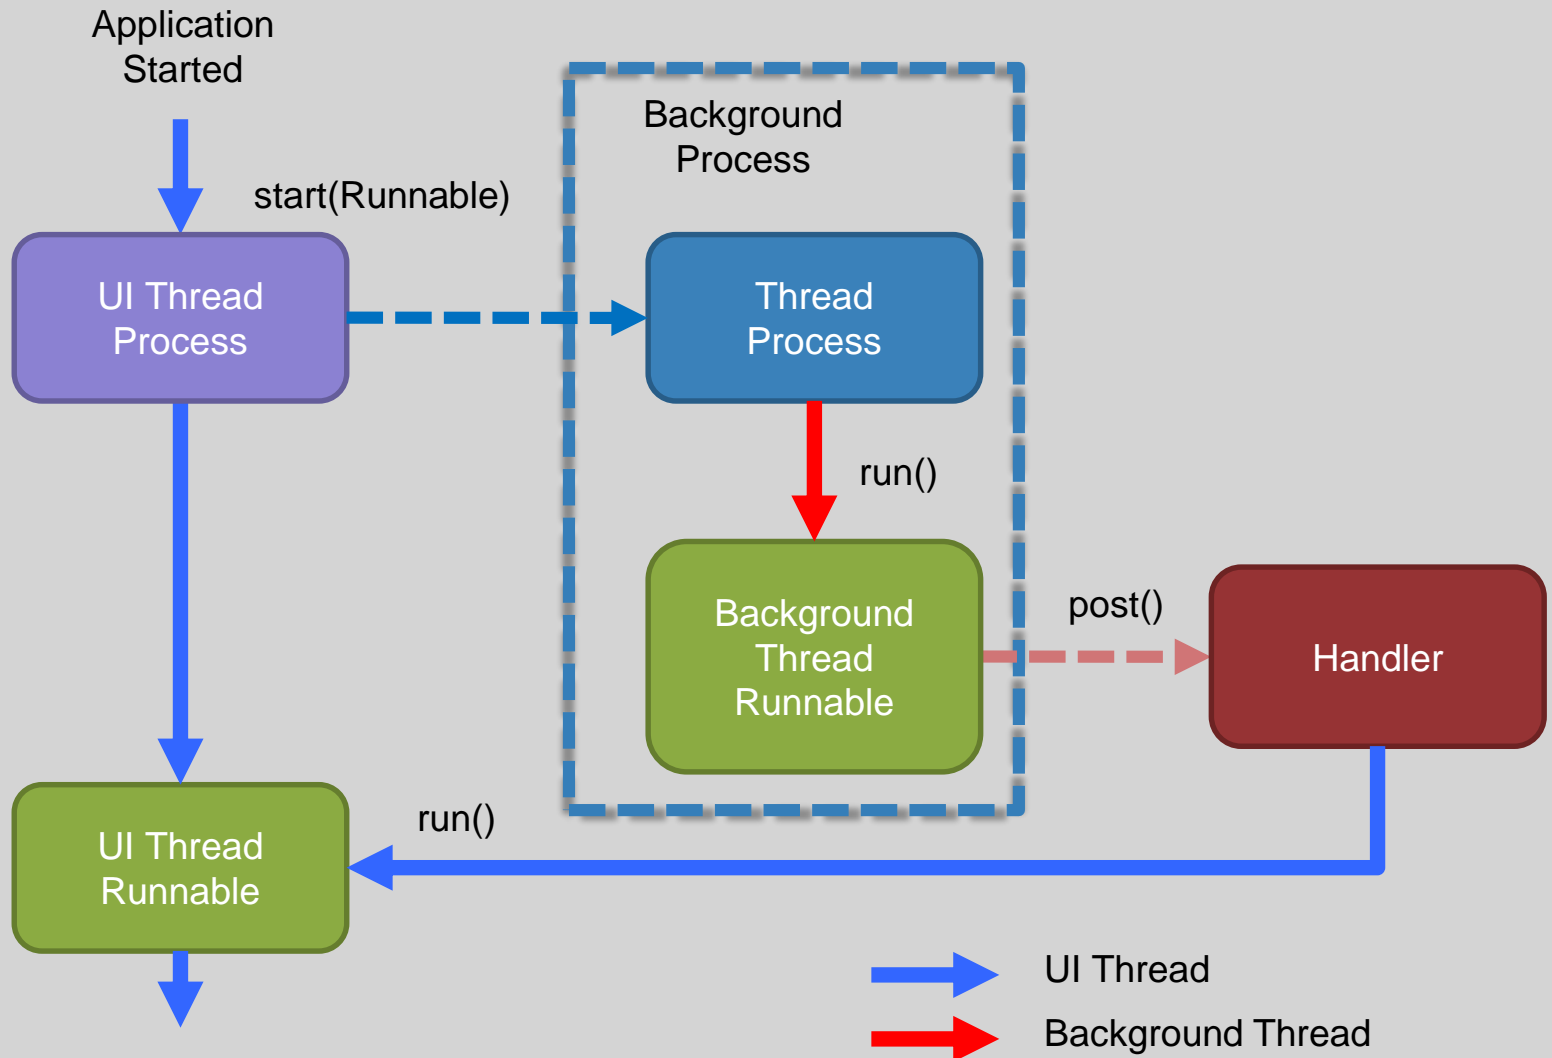 Application
Started
Background
Process
start(Runnable)
UI Thread
Process
Thread
Process
run()
Background
Thread
Runnable
post()
Handler
run()
UI Thread
Runnable
UI Thread
Background Thread